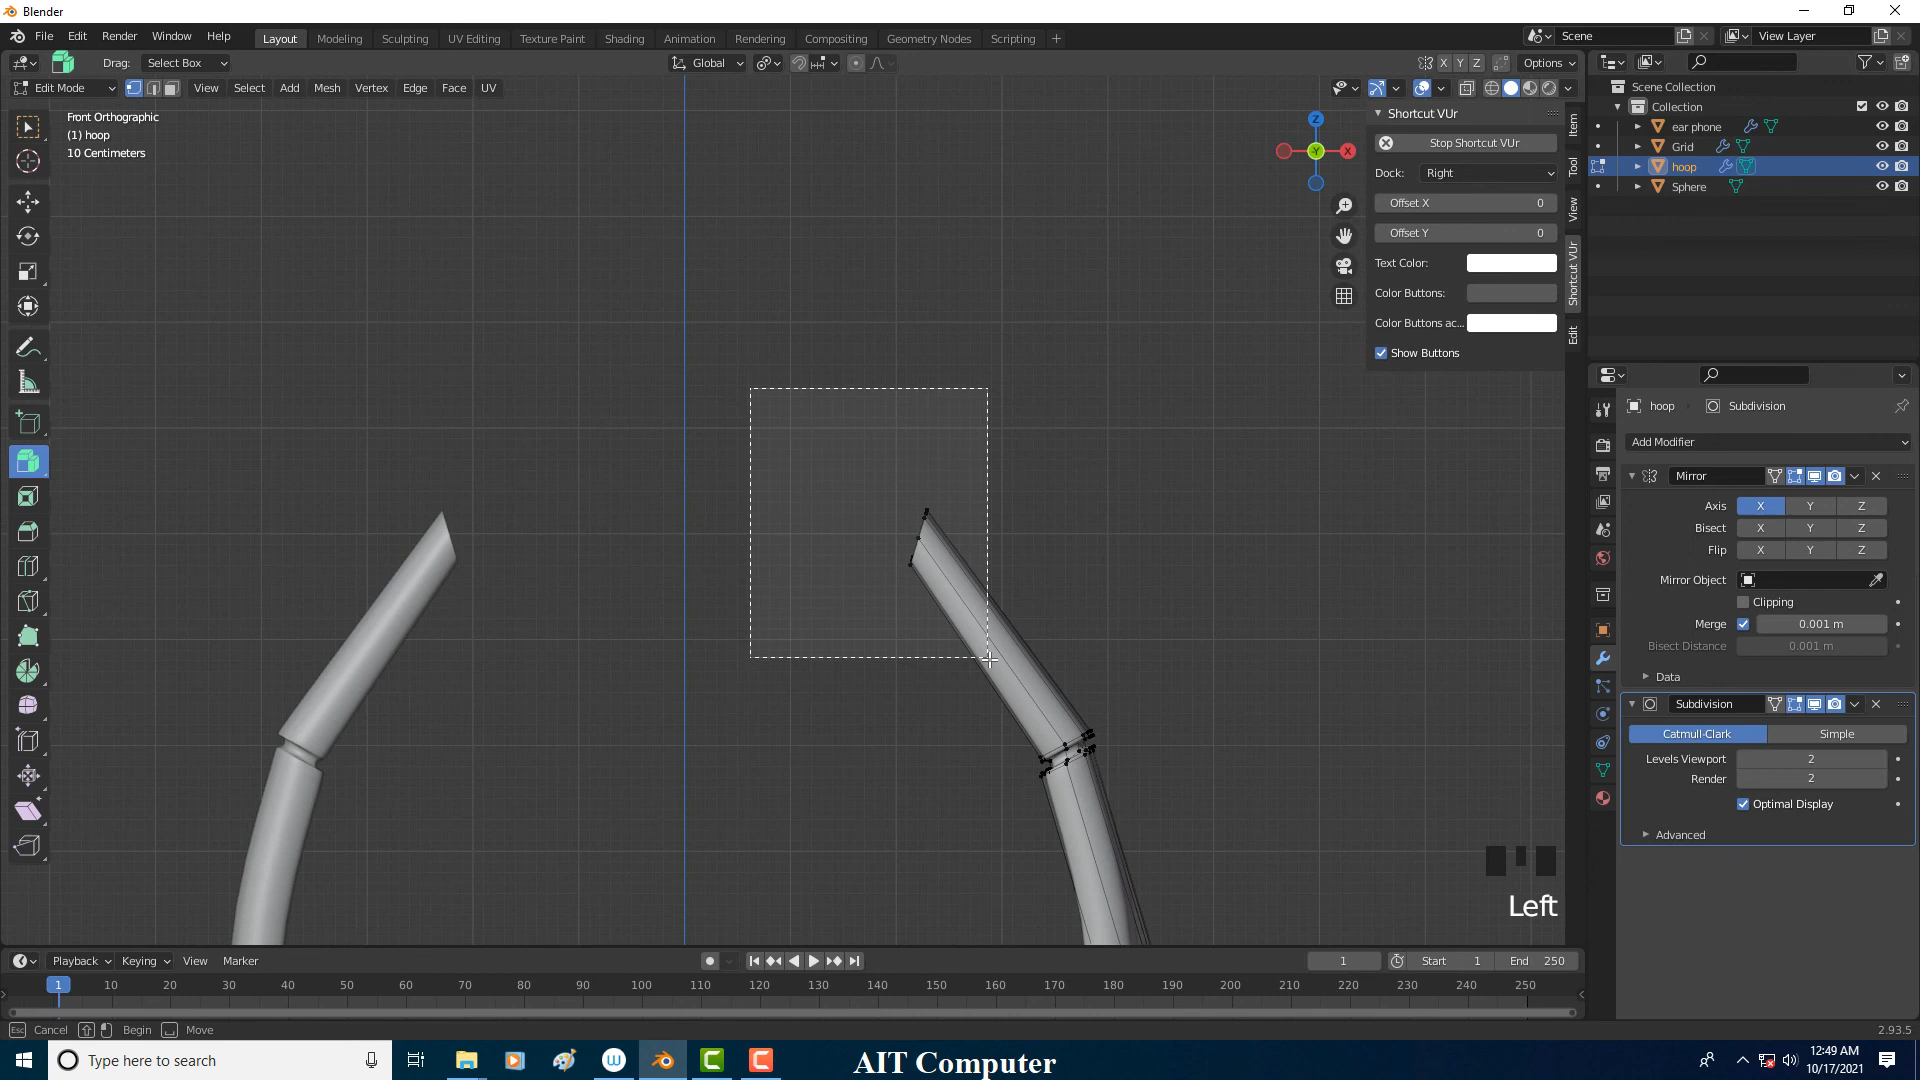 Blender
File Edit Render Window Help Layout Modeling Sculpting UV Editing Texture Paint Shading Animation Rendering Compositing Geometry Nodes Scripting + Scene View Layer
Drag: Select Box Global X Y Z Options
Edit Mode View Select Add Mesh Vertex Edge Face UV
Front Orthographic
(1) hoop
10 Centimeters
Z
X
-Y
Shortcut VUr
Stop Shortcut VUr
Dock: Right
Offset X 0
Offset Y 0
Text Color:
Color Buttons:
Color Buttons ac...
Show Buttons
Item
Tool
View
Shortcut VUr
Edit
Scene Collection
Collection
ear phone
Grid
hoop
Sphere
hoop Subdivision
Add Modifier
Mirror
Axis X Y Z
Bisect X Y Z
Flip X Y Z
Mirror Object
Clipping
Merge 0.001 m
Bisect Distance 0.001 m
Data
Subdivision
Catmull-Clark Simple
Levels Viewport 2
Render 2
Optimal Display
Advanced
Left
Playback Keying View Marker 1 Start 1 End 250
1 10 20 30 40 50 60 70 80 90 100 110 120 130 140 150 160 170 180 190 200 210 220 230 240 250
Esc Cancel Begin Move 2.93.5
Type here to search
AIT Computer
12:49 AM
10/17/2021